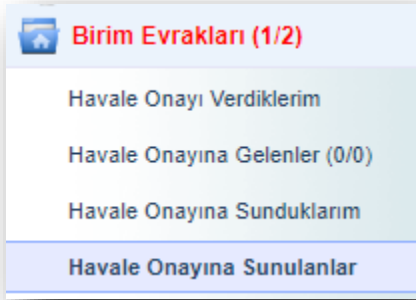 Birim Evrakları (1/2)
Havale Onayı Verdiklerim
Havale Onayına Gelenler (0/0)
Havale Onayına Sunduklarım
Havale Onayına Sunulanlar